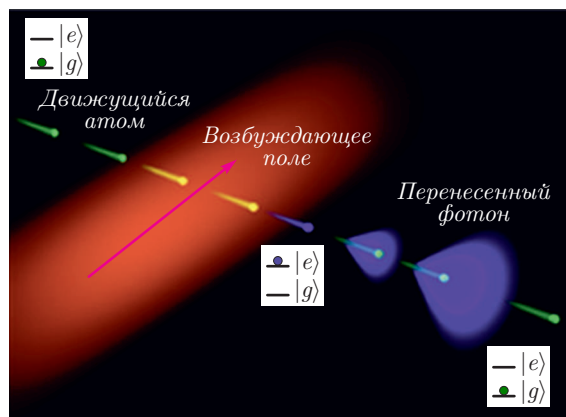 |e⟩
|g⟩
Движущийся
атом
Возбуждающее
поле
Перенесенный
фотон
|e⟩
|g⟩
|e⟩
|g⟩